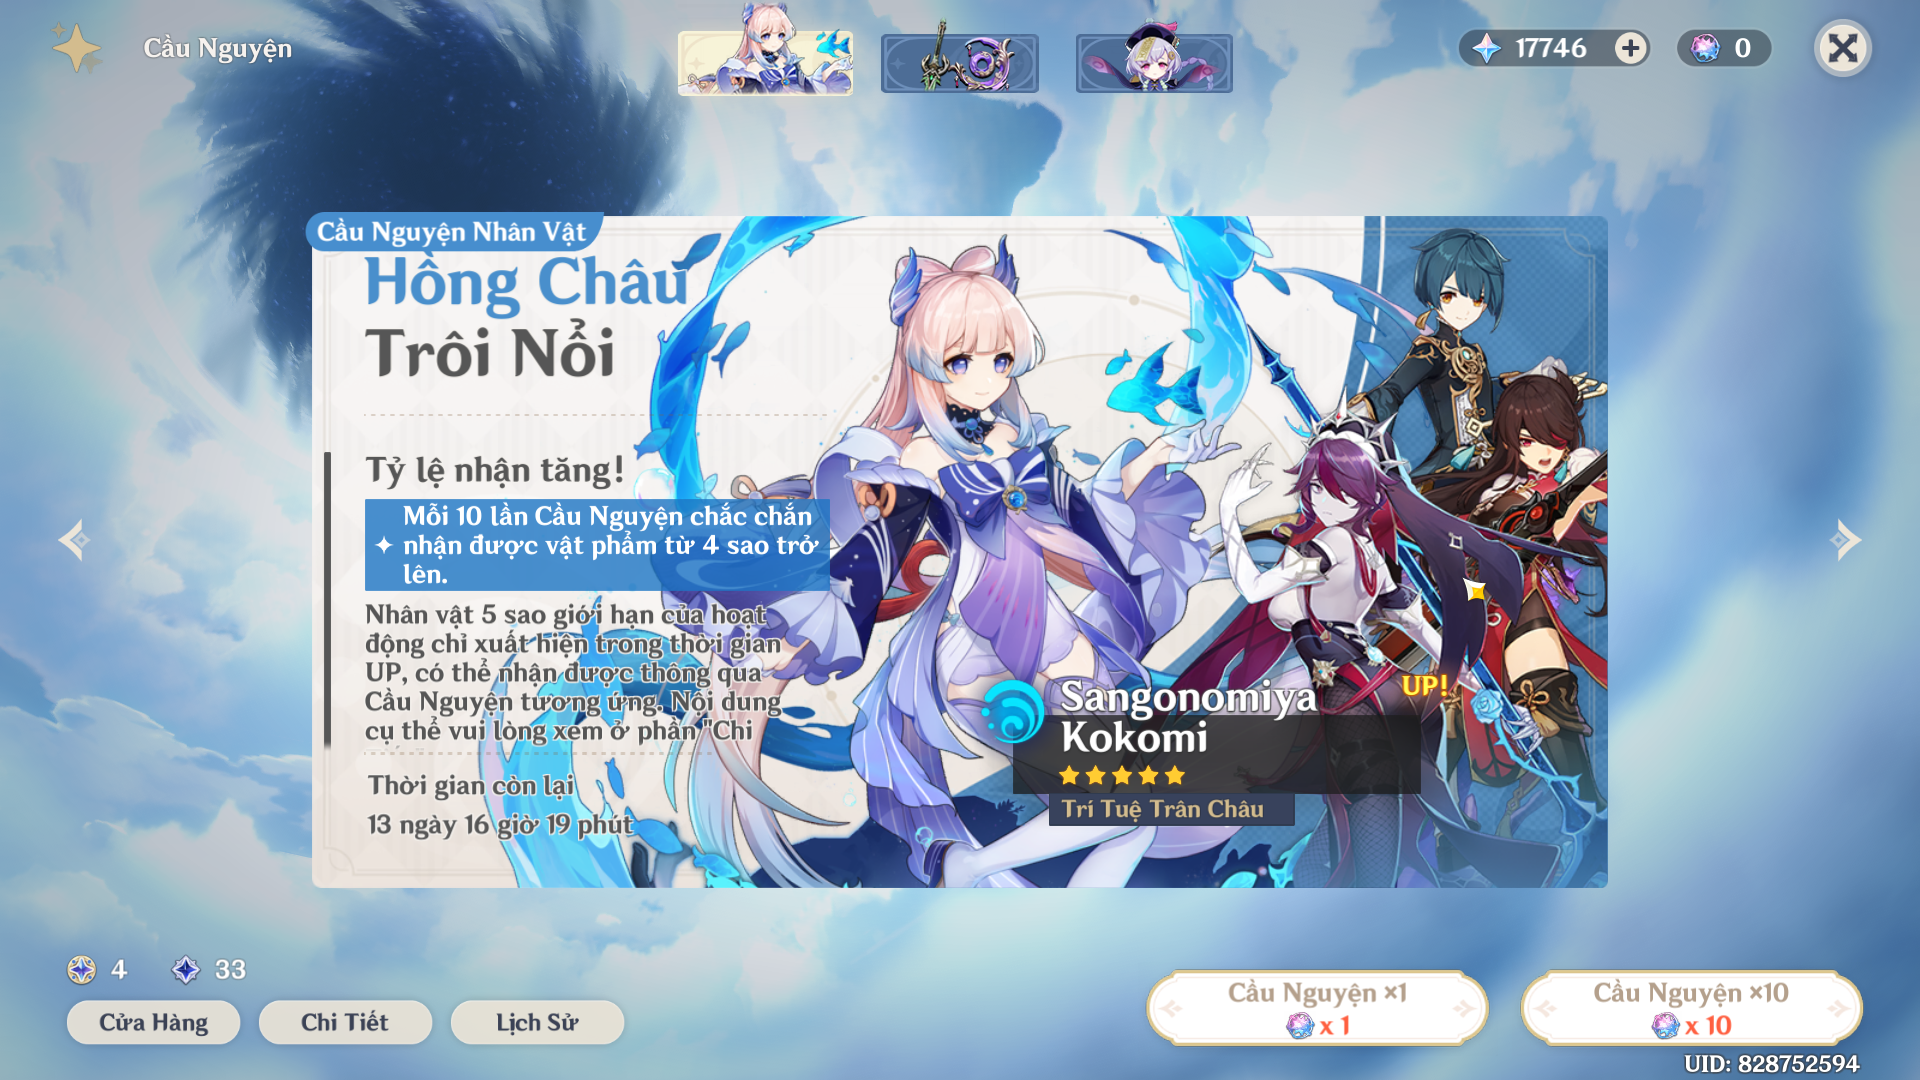 Cầu Nguyện
17746
0
Cầu Nguyện Nhân Vật
Hồng Châu
Trôi Nổi
Tỷ lệ nhận tăng!
Mỗi 10 lần Cầu Nguyện chắc chắn
nhận được vật phẩm từ 4 sao trở
lên.
Nhân vật 5 sao giới hạn của hoạt
động chỉ xuất hiện trong thời gian
UP, có thể nhận được thông qua
Cầu Nguyện tương ứng. Nội dung
cụ thể vui lòng xem ở phần "Chi
Thời gian còn lại
13 ngày 16 giờ 19 phút
UP!
Sangonomiya
Kokomi
Trí Tuệ Trân Châu
4
33
Cửa Hàng
Chi Tiết
Lịch Sử
Cầu Nguyện ×1
x 1
Cầu Nguyện ×10
x 10
UID: 828752594